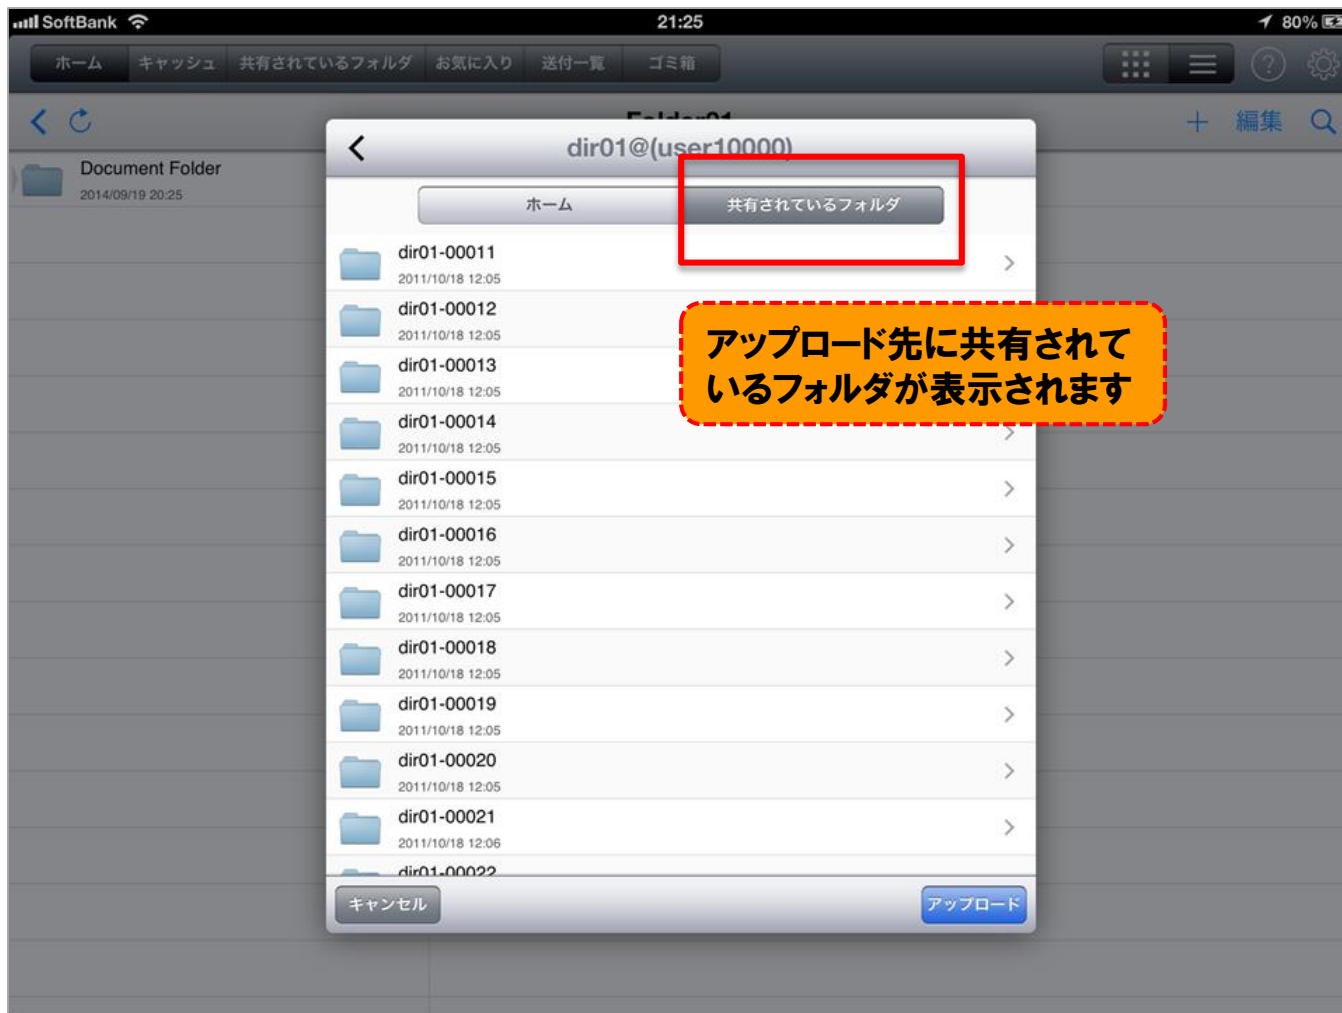 SoftBank 21:25 80%
ホーム キャッシュ 共有されているフォルダ お気に入り 送付一覧 ゴミ箱
Folder01 編集
dir01@(user10000)
Document Folder
2014/09/19 20:25
ホーム 共有されているフォルダ
dir01-00011
2011/10/18 12:05
dir01-00012
2011/10/18 12:05
アップロード先に共有されて
いるフォルダが表示されます
dir01-00013
2011/10/18 12:05
dir01-00014
2011/10/18 12:05
dir01-00015
2011/10/18 12:05
dir01-00016
2011/10/18 12:05
dir01-00017
2011/10/18 12:05
dir01-00018
2011/10/18 12:05
dir01-00019
2011/10/18 12:05
dir01-00020
2011/10/18 12:05
dir01-00021
2011/10/18 12:06
dir01-00022
キャンセル アップロード